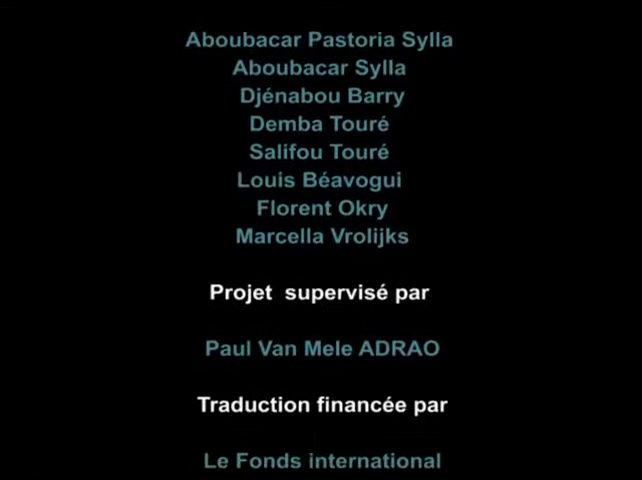 Aboubacar Pastoria Sylla
Aboubacar Sylla
Djénabou Barry
Demba Touré
Salifou Touré
Louis Béavogui
Florent Okry
Marcella Vrolijks
Projet supervisé par
Paul Van Mele ADRAO
Traduction financée par
Le Fonds international